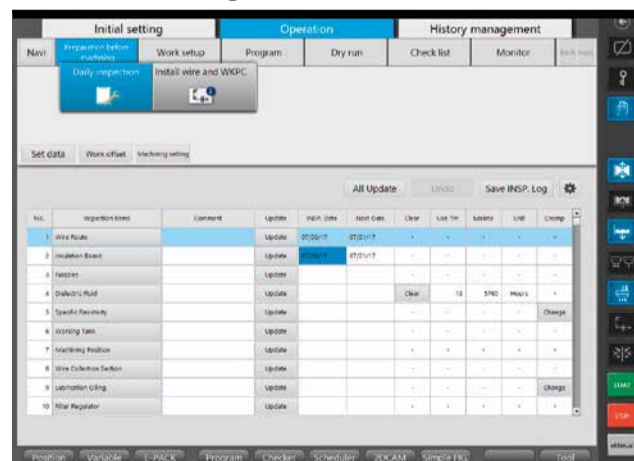 Initial setting Operation History management
Navi Preparation before machining Work setup Program Dry run Check list Monitor
Daily inspection Install wire and WKPC
Set data Work offset Machining setting
All Update Undo Save INSP. Log
No. Inspection Items Comment Update INSP. Date Next Date Clear Use Tm Update Unit Chomp
1 Wire Route Update 07/20/17 07/21/17
2 Insulation Board Update 07/21/17
3 Nozzles Update
4 Dielectric Fluid Update Clear 10 5760 Hours
5 Specific Resistivity Update Change
6 Working Tank Update
7 Machining Position Update
8 Wire Collection Section Update
9 Lubrication Oiling Update Change
10 Filter Regulator Update
START
STOP
Position Variable E-PACK Program Checker Scheduler 2DCAM Simple HG Tool